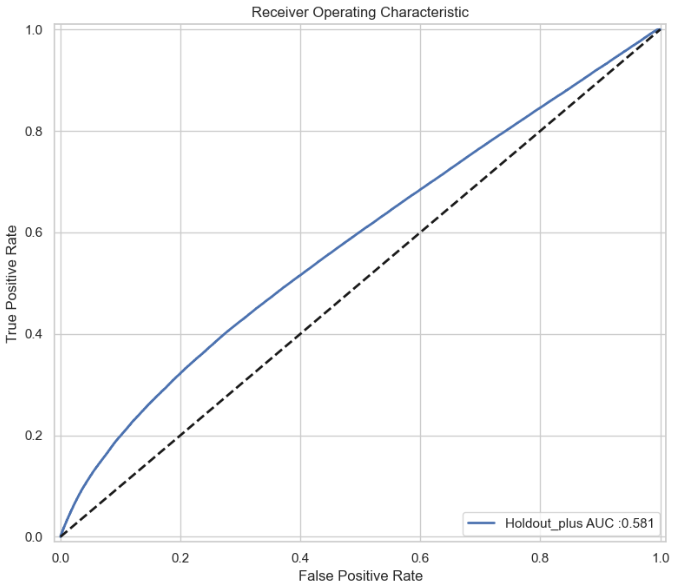 Receiver Operating Characteristic
True Positive Rate
1.0
0.8
0.6
0.4
0.2
0.0
Holdout_plus AUC :0.581
0.0 0.2 0.4 0.6 0.8 1.0
False Positive Rate